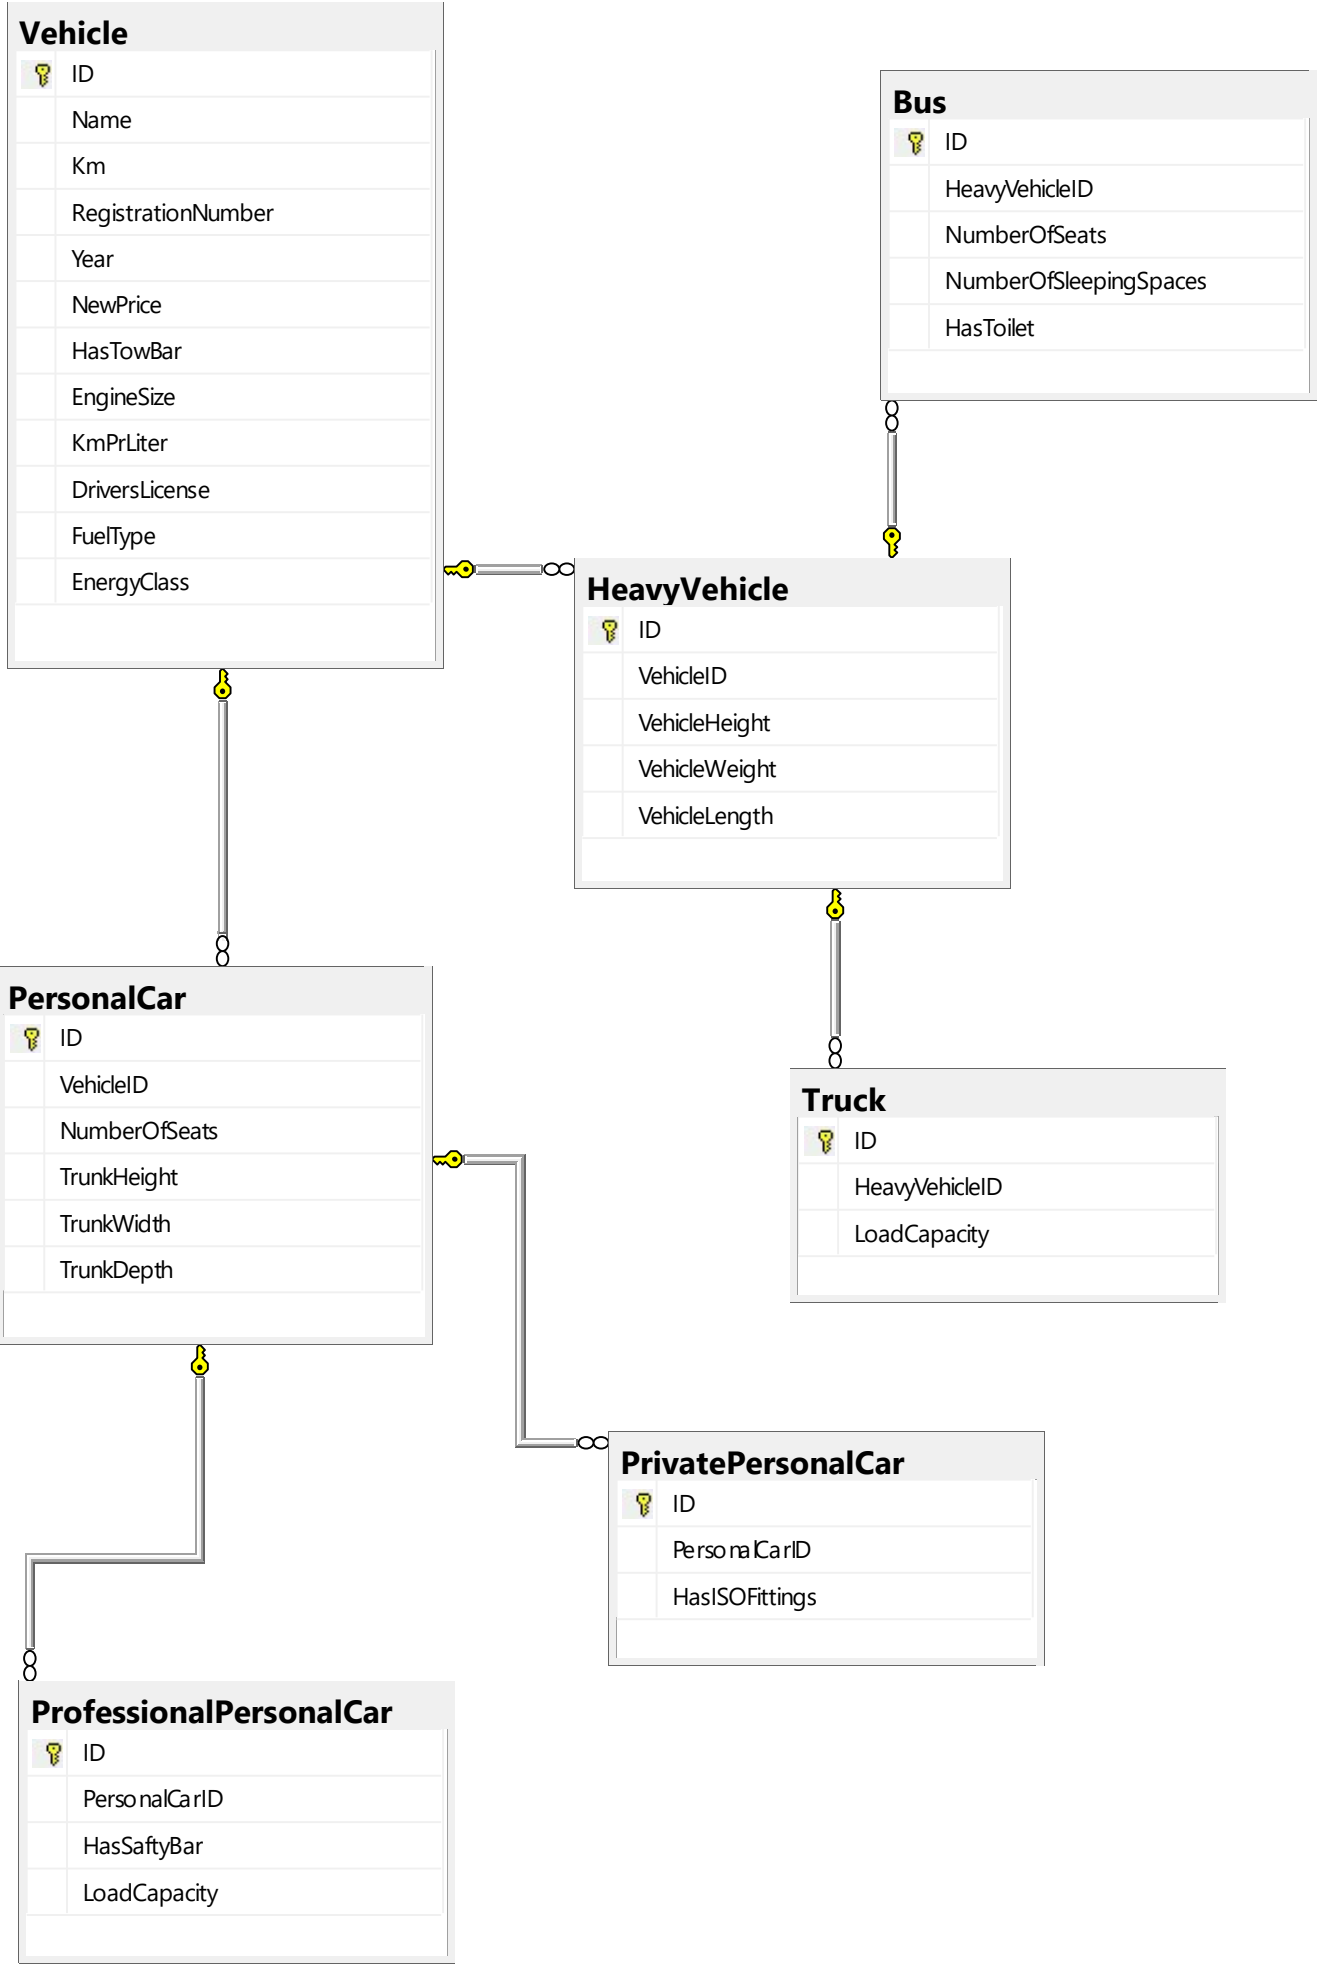 Vehicle
ID
Name
Km
RegistrationNumber
Year
NewPrice
HasTowBar
EngineSize
KmPrLiter
DriversLicense
FuelType
EnergyClass
Bus
ID
HeavyVehicleID
NumberOfSeats
NumberOfSleepingSpaces
HasToilet
HeavyVehicle
ID
VehicleID
VehicleHeight
VehicleWeight
VehicleLength
PersonalCar
ID
VehicleID
NumberOfSeats
TrunkHeight
TrunkWidth
TrunkDepth
Truck
ID
HeavyVehicleID
LoadCapacity
PrivatePersonalCar
ID
PersonalCarID
HasISOFittings
ProfessionalPersonalCar
ID
PersonalCarID
HasSaftyBar
LoadCapacity